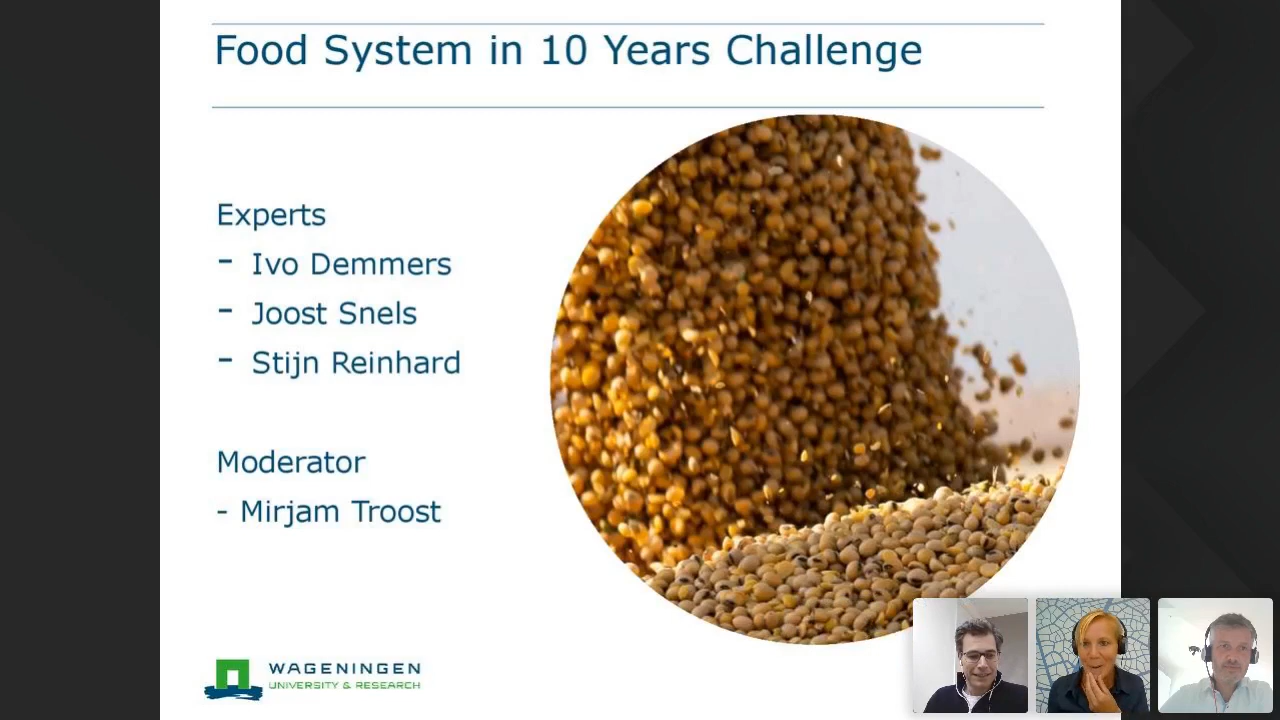 Food System in 10 Years Challenge
Experts
- Ivo Demmers
- Joost Snels
- Stijn Reinhard
Moderator
- Mirjam Troost
WAGENINGEN
UNIVERSITY & RESEARCH